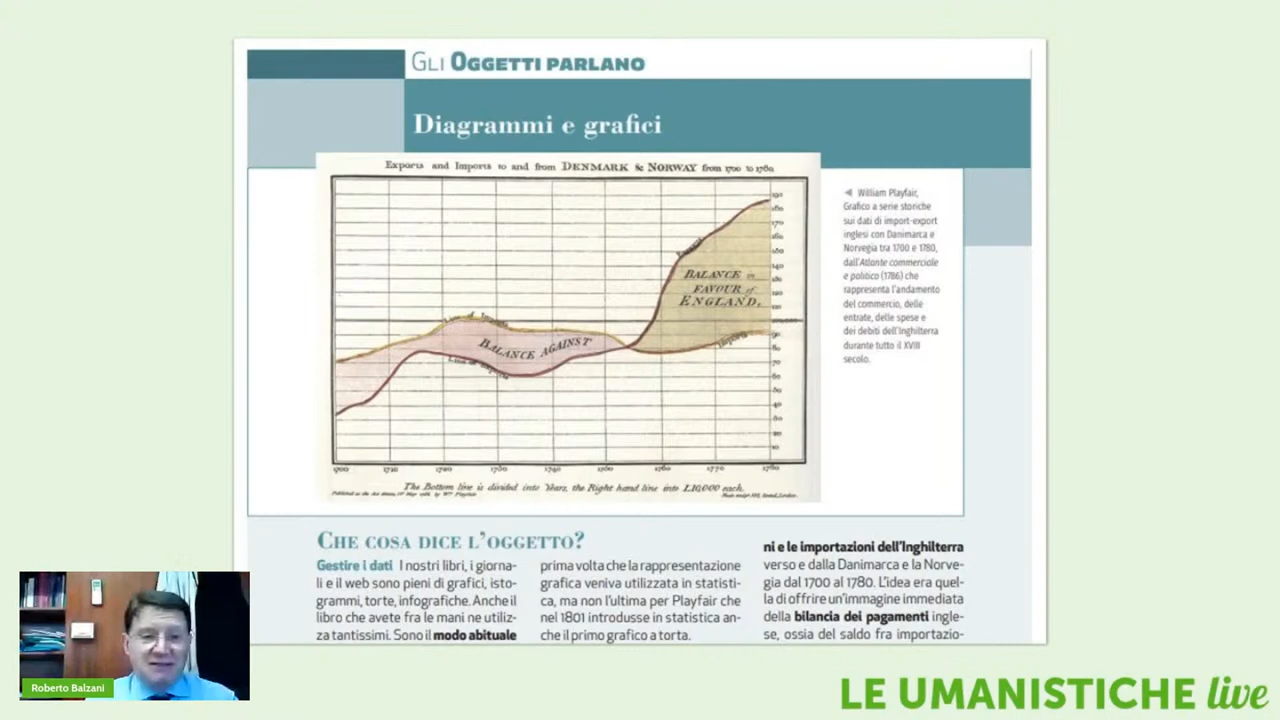 GLI OGGETTI PARLANO
Diagrammi e grafici
Exports and Imports to and from DENMARK & NORWAY from 1700 to 1780
BALANCE in
FAVOUR of
ENGLAND.
BALANCE AGAINST
Imports
1700 1710 1720 1730 1740 1750 1760 1770 1780
The Bottom line is divided into Years, the Right hand line into L10,000 each.
◄ William Playfair,
Grafico a serie storiche
sui dati di import-export
inglesi con Danimarca e
Norvegia tra 1700 e 1780,
dall'Atlante commerciale
e politico (1786) che
rappresenta l'andamento
del commercio, delle
entrate, delle spese e
dei debiti dell'Inghilterra
durante tutto il XVIII
secolo.
CHE COSA DICE L'OGGETTO?
Gestire i dati I nostri libri, i giorna-
li e il web sono pieni di grafici, isto-
grammi, torte, infografiche. Anche il
libro che avete fra le mani ne utiliz-
za tantissimi. Sono il modo abituale
prima volta che la rappresentazione
grafica veniva utilizzata in statisti-
ca, ma non l'ultima per Playfair che
nel 1801 introdusse in statistica an-
che il primo grafico a torta.
ni e le importazioni dell'Inghilterra
verso e dalla Danimarca e la Norve-
gia dal 1700 al 1780. L'idea era quel-
la di offrire un'immagine immediata
della bilancia dei pagamenti ingle-
se, ossia del saldo fra importazio-
Roberto Balzani
LE UMANISTICHE live